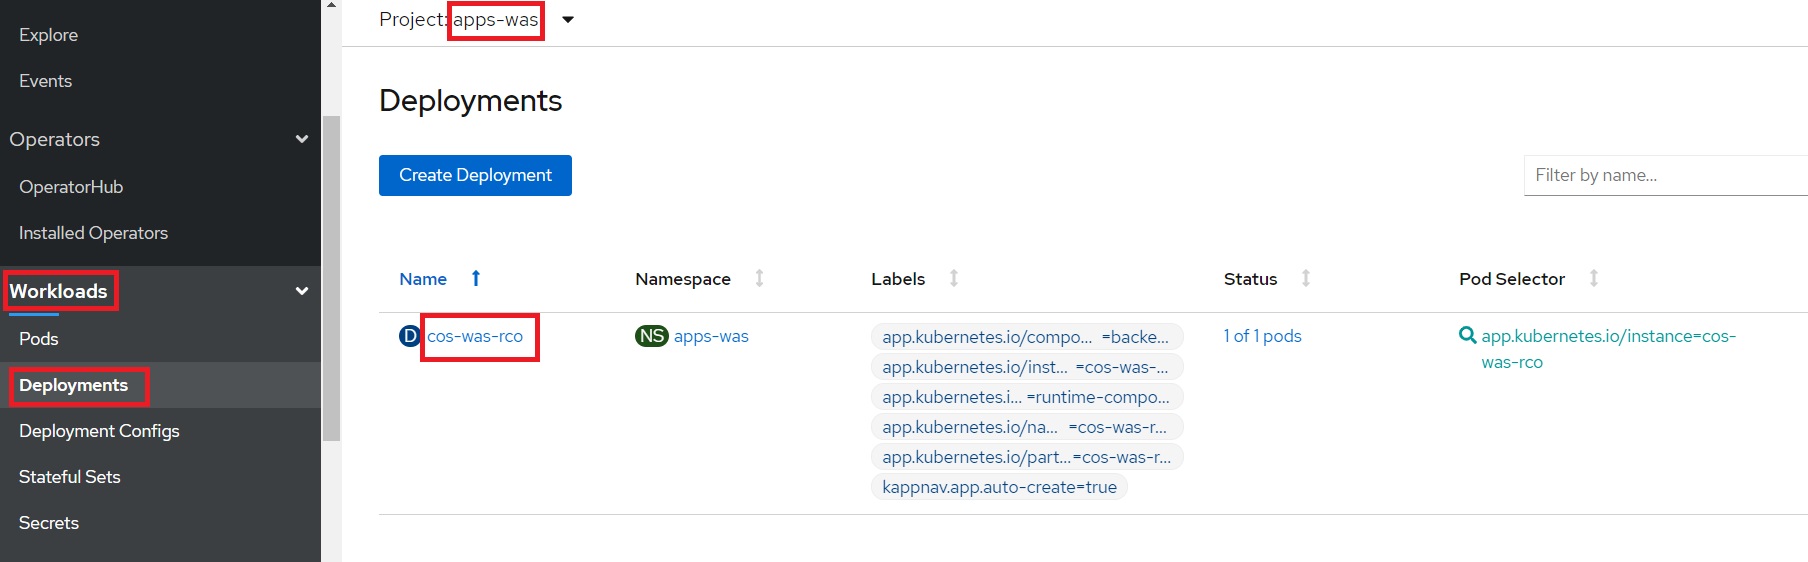 Explore
Events
Operators
OperatorHub
Installed Operators
Workloads
Pods
Deployments
Deployment Configs
Stateful Sets
Secrets
Project: apps-was
Deployments
Create Deployment
Filter by name...
Name Namespace Labels Status Pod Selector
D cos-was-rco NS apps-was app.kubernetes.io/compo... =backe... 1 of 1 pods app.kubernetes.io/instance=cos-
was-rco
app.kubernetes.io/inst... =cos-was-...
app.kubernetes.i... =runtime-compo...
app.kubernetes.io/na... =cos-was-r...
app.kubernetes.io/part...=cos-was-r...
kappnav.app.auto-create=true